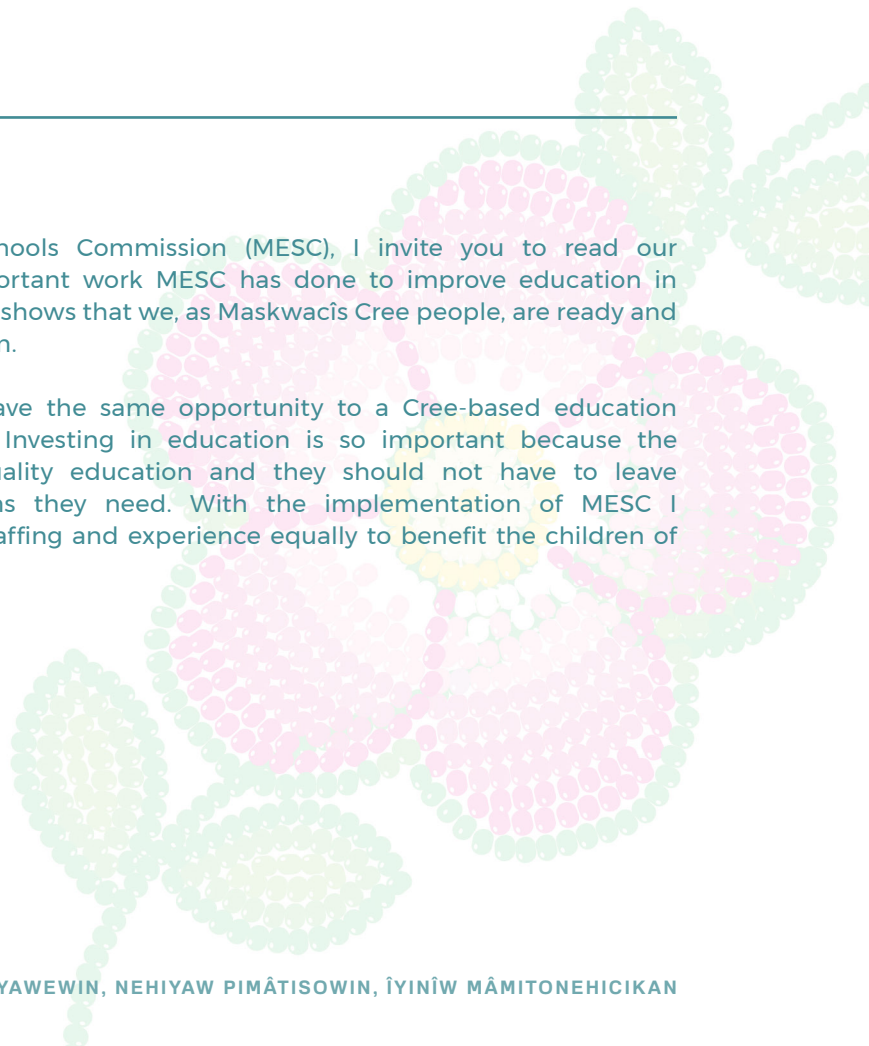 hools Commission (MESC), I invite you to read our
portant work MESC has done to improve education in
shows that we, as Maskwacîs Cree people, are ready and
n.
ave the same opportunity to a Cree-based education
Investing in education is so important because the
uality education and they should not have to leave
ns they need. With the implementation of MESC I
affing and experience equally to benefit the children of
YAWEWIN, NEHIYAW PIMÂTISOWIN, ÎYINÎW MÂMITONEHICIKAN